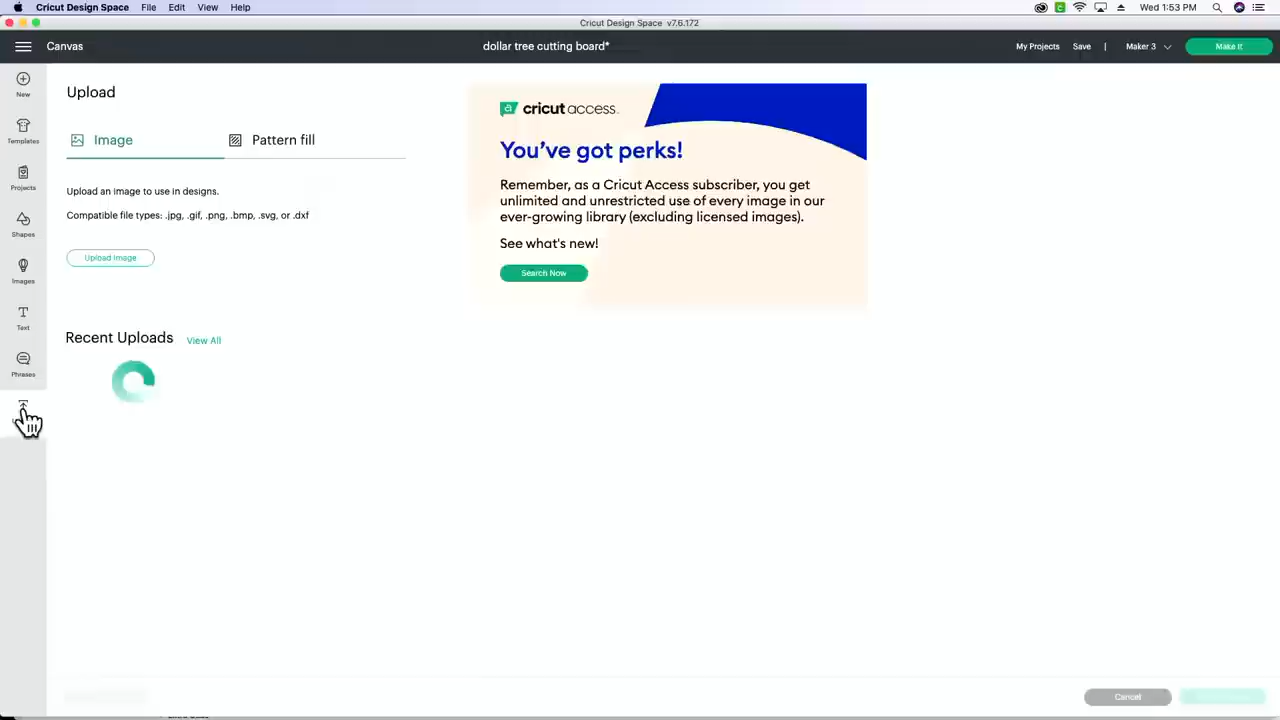 Cricut Design Space File Edit View Help Wed 1:53 PM
Cricut Design Space v7.6.172
Canvas dollar tree cutting board* My Projects Save | Maker 3 Make It
New
Templates
Projects
Shapes
Images
Text
Phrases
Upload
Image Pattern fill
Upload an image to use in designs.
Compatible file types: .jpg, .gif, .png, .bmp, .svg, or .dxf
Upload Image
Recent Uploads View All
a cricut access.
You've got perks!
Remember, as a Cricut Access subscriber, you get
unlimited and unrestricted use of every image in our
ever-growing library (excluding licensed images).
See what's new!
Search Now
Cancel